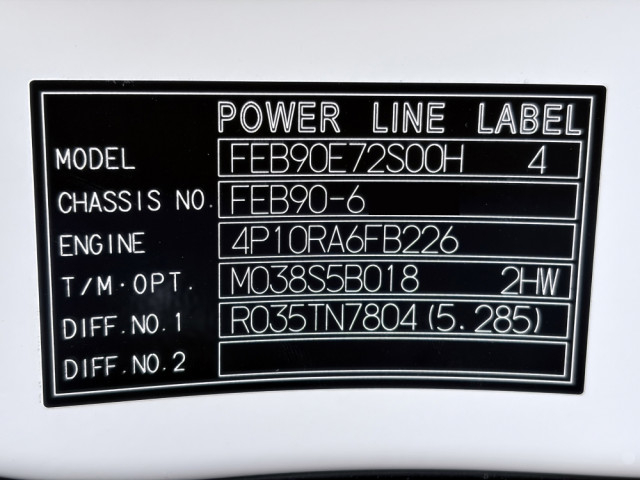 POWER LINE LABEL
MODEL FEB90E72S00H 4
CHASSIS NO. FEB90-6
ENGINE 4P10RA6FB226
T/M·OPT. M038S5B018 2HW
DIFF.NO.1 R035TN7804(5.285)
DIFF.NO.2